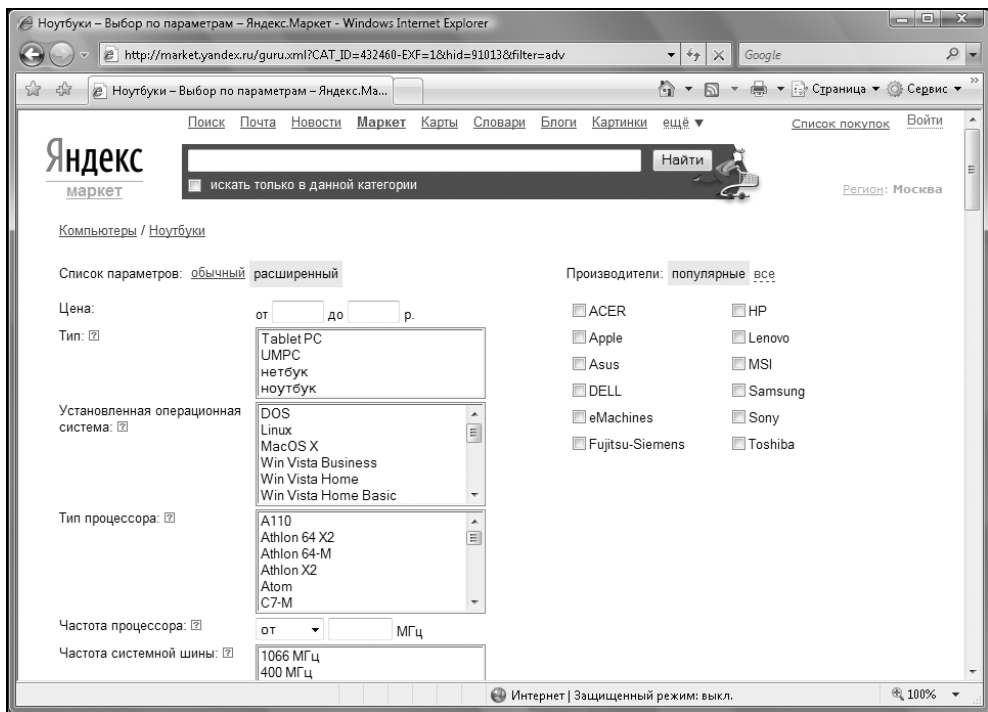 Ноутбуки – Выбор по параметрам – Яндекс.Маркет - Windows Internet Explorer
http://market.yandex.ru/guru.xml?CAT_ID=432460-EXF=1&hid=91013&filter=adv
Google
Ноутбуки – Выбор по параметрам – Яндекс.Ма...
Страница
Сервис
Поиск Почта Новости Маркет Карты Словари Блоги Картинки ещё ▼
Список покупок Войти
Яндекс
маркет
Найти
искать только в данной категории
Регион: Москва
Компьютеры / Ноутбуки
Список параметров: обычный расширенный
Производители: популярные все
Цена: от до р.
ACER HP
Тип: ?
Tablet PC
UMPC
нетбук
ноутбук
Apple Lenovo
Asus MSI
DELL Samsung
Установленная операционная
система: ?
DOS
Linux
MacOS X
Win Vista Business
Win Vista Home
Win Vista Home Basic
eMachines Sony
Fujitsu-Siemens Toshiba
Тип процессора: ?
A110
Athlon 64 X2
Athlon 64-M
Athlon X2
Atom
C7-M
Частота процессора: ? от МГц
Частота системной шины: ?
1066 МГц
400 МГц
Интернет | Защищенный режим: выкл.
100%